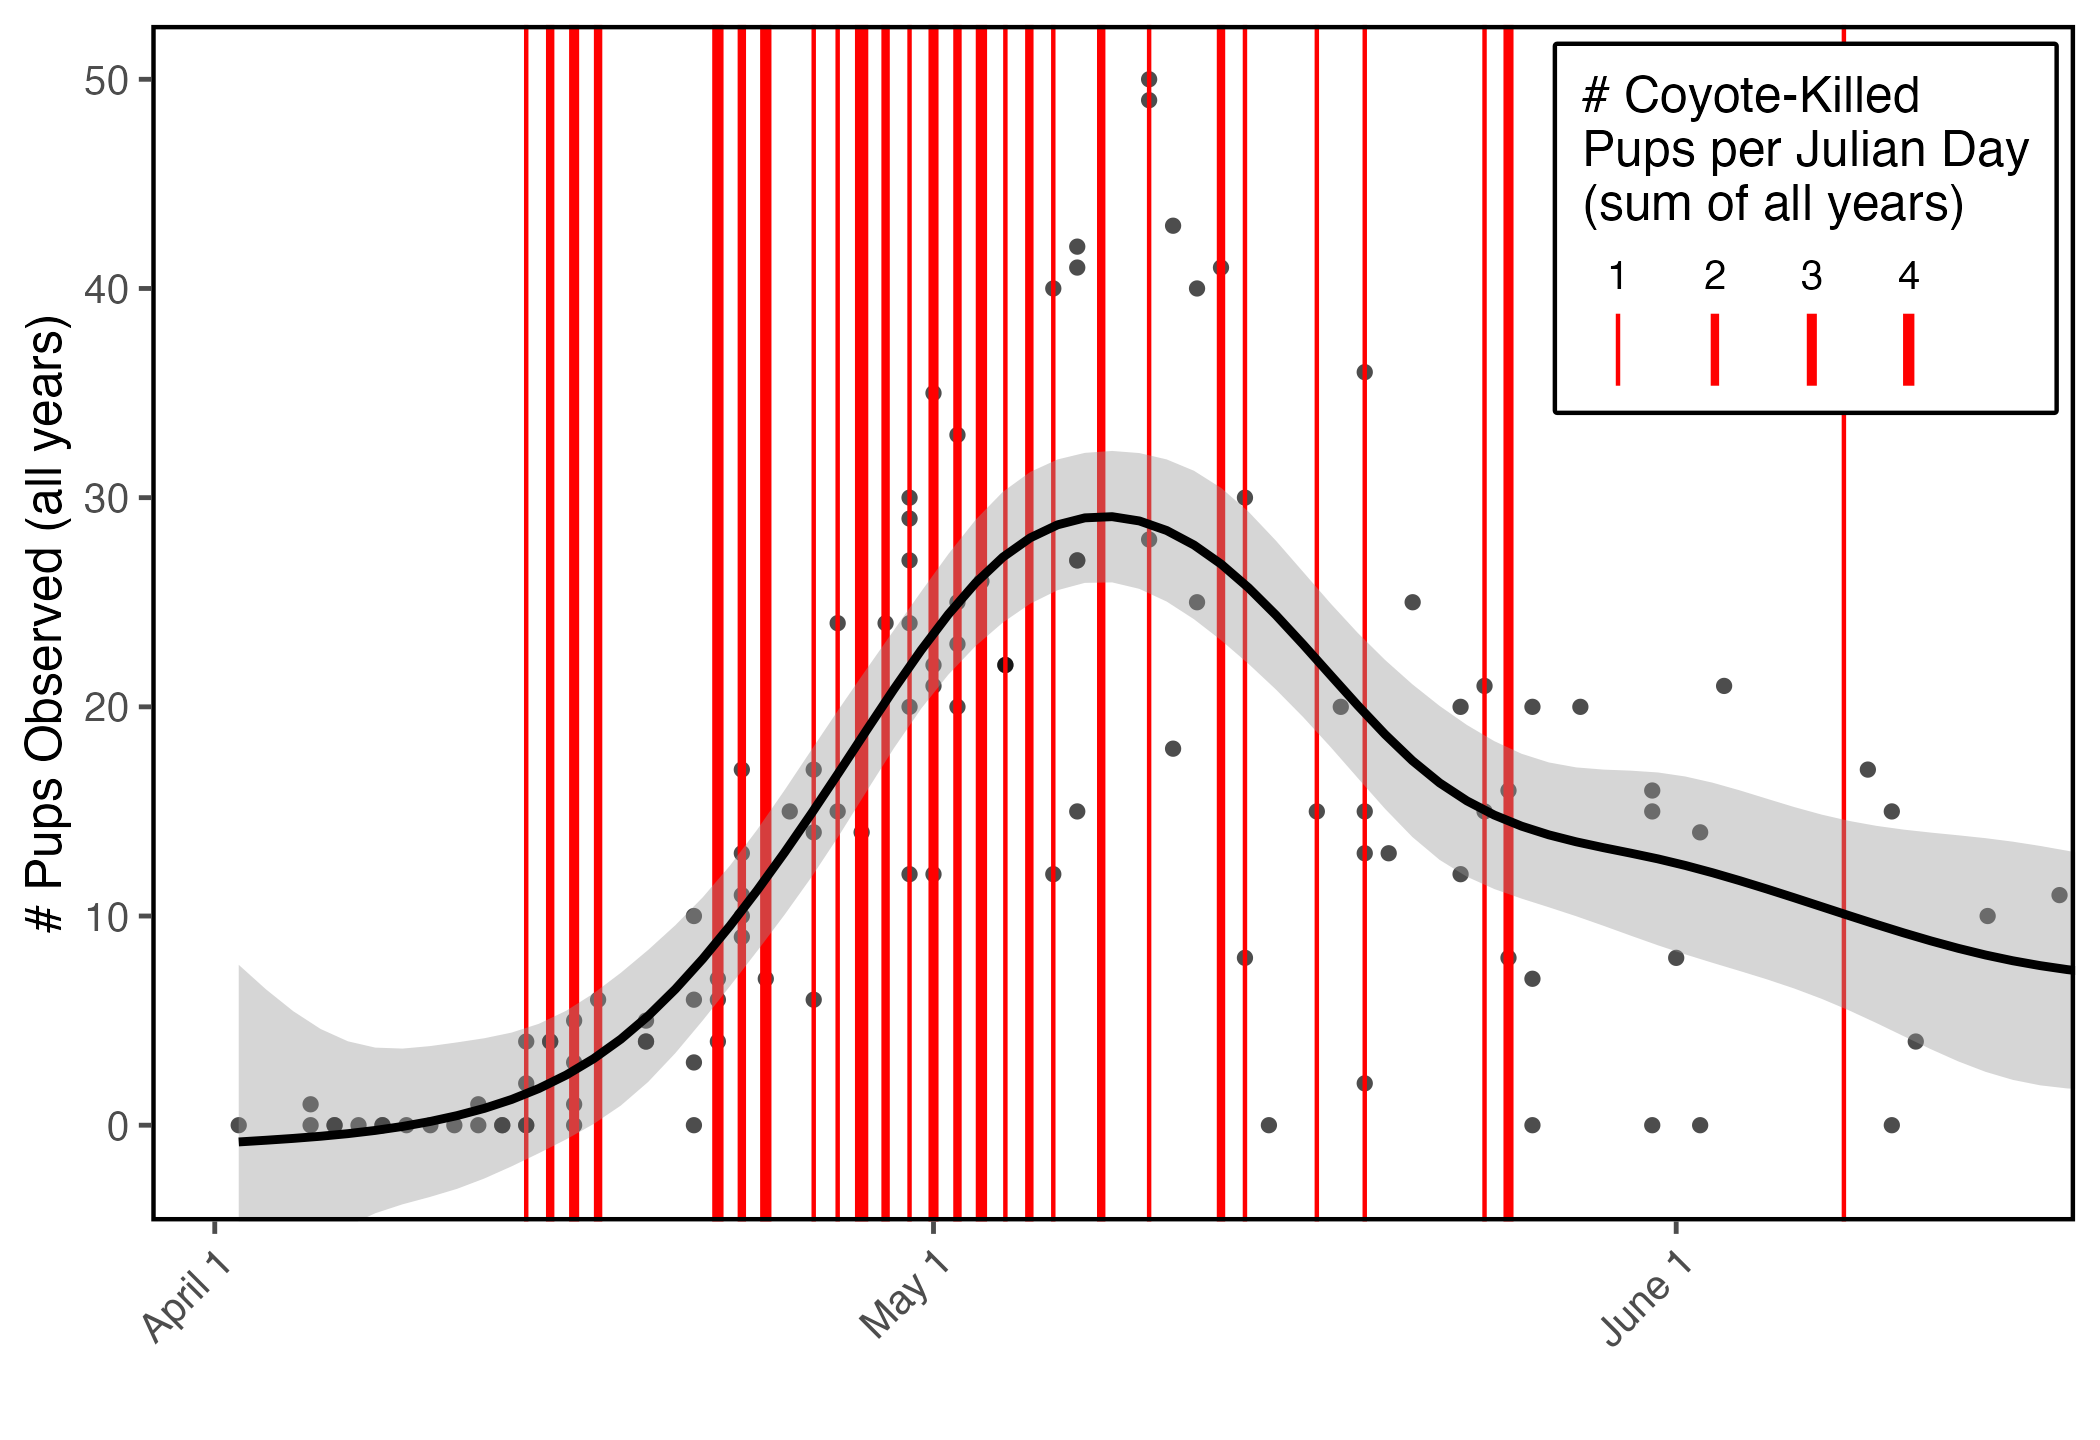 # Coyote-Killed
Pups per Julian Day
(sum of all years)
1 2 3 4
# Pups Observed (all years)
50
40
30
20
10
0
April 1
May 1
June 1